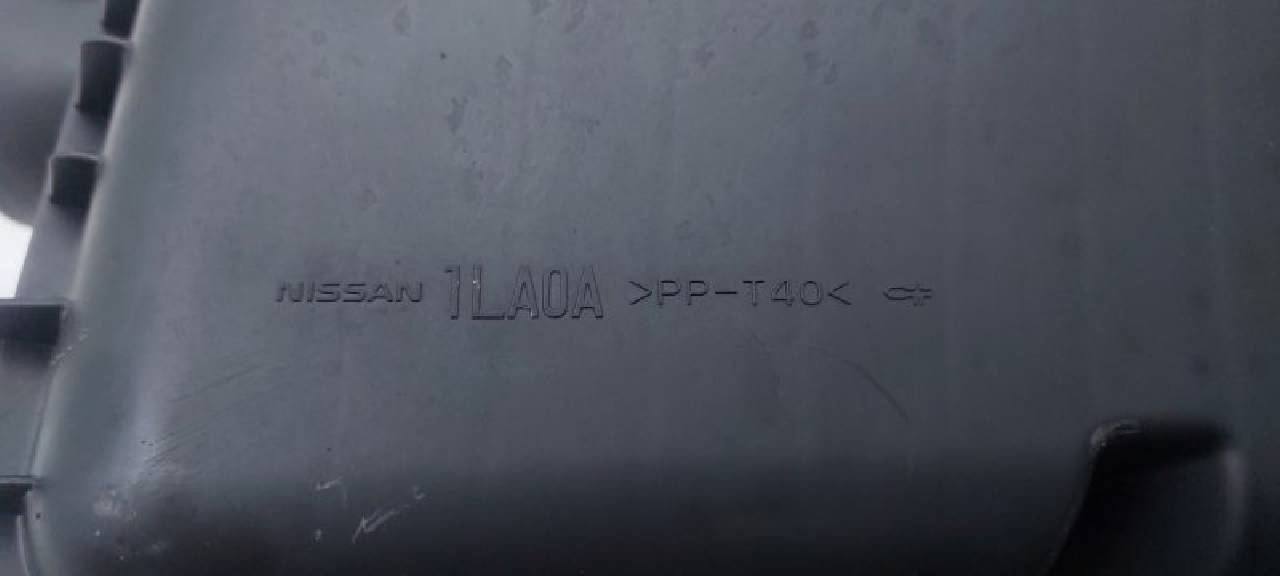 NISSAN 1LA0A >PP-T40<